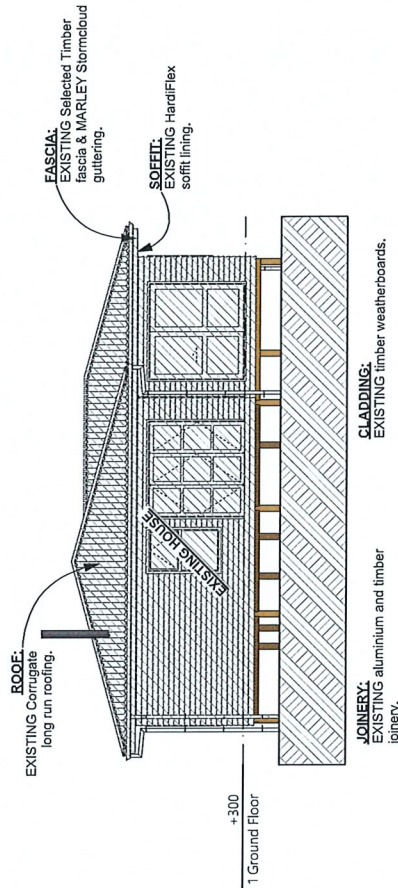 ROOF:
EXISTING Corrugate
long run roofing.
FASCIA:
EXISTING Selected Timber
fascia & MARLEY Stormcloud
guttering.
SOFFIT:
EXISTING HardiFlex
soffit lining.
EXISTING HOUSE
+300
1 Ground Floor
JOINERY:
EXISTING aluminium and timber
joinery.
CLADDING:
EXISTING timber weatherboards.